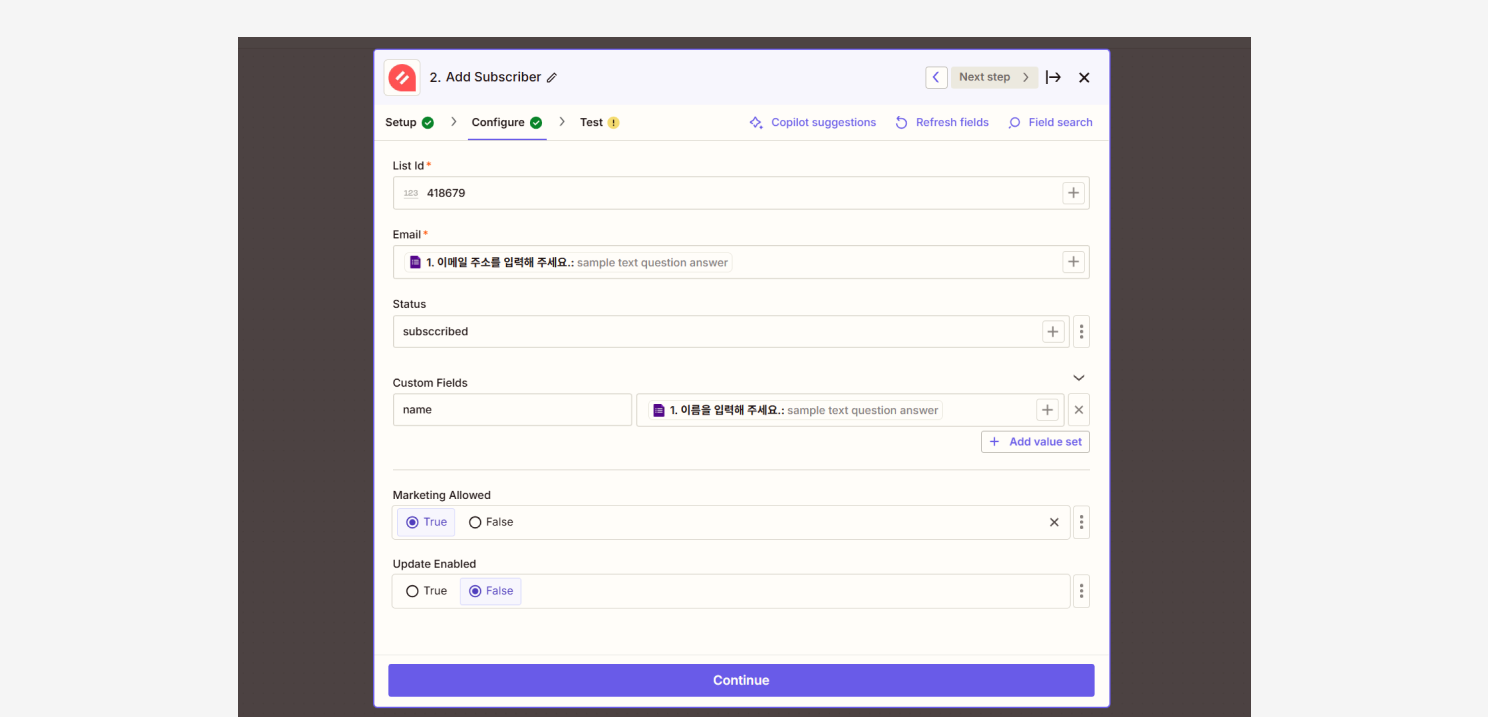 2. Add Subscriber
Next step
Setup
Configure
Test
Copilot suggestions
Refresh fields
Field search
List Id*
123 418679
Email*
1. 이메일 주소를 입력해 주세요.: sample text question answer
Status
subsccribed
Custom Fields
name
1. 이름을 입력해 주세요.: sample text question answer
+ Add value set
Marketing Allowed
True
False
Update Enabled
True
False
Continue